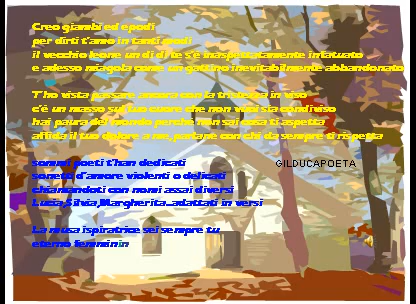 Creo giambi ed epodi
per dirti t'amo in tanti modi
il vecchio leone un dì di te s'è inaspettatamente infatuato
e adesso miagola come un gattino inevitabilmente abbandonato
T'ho vista passare ancora con la tristezza in viso
c'è un masso sul tuo cuore che non vuoi sia condiviso
hai paura del mondo perchè non sai cosa ti aspetta
affida il tuo dolore a me, parlane con chi da sempre ti rispetta
sommi poeti t'han dedicati
GILDUCAPOETA
sonetti d'amore violenti o delicati
chiamandoti con nomi assai diversi
Lucia,Silvia,Margherita..adattati in versi
La musa ispiratrice sei sempre tu
eterno femminin